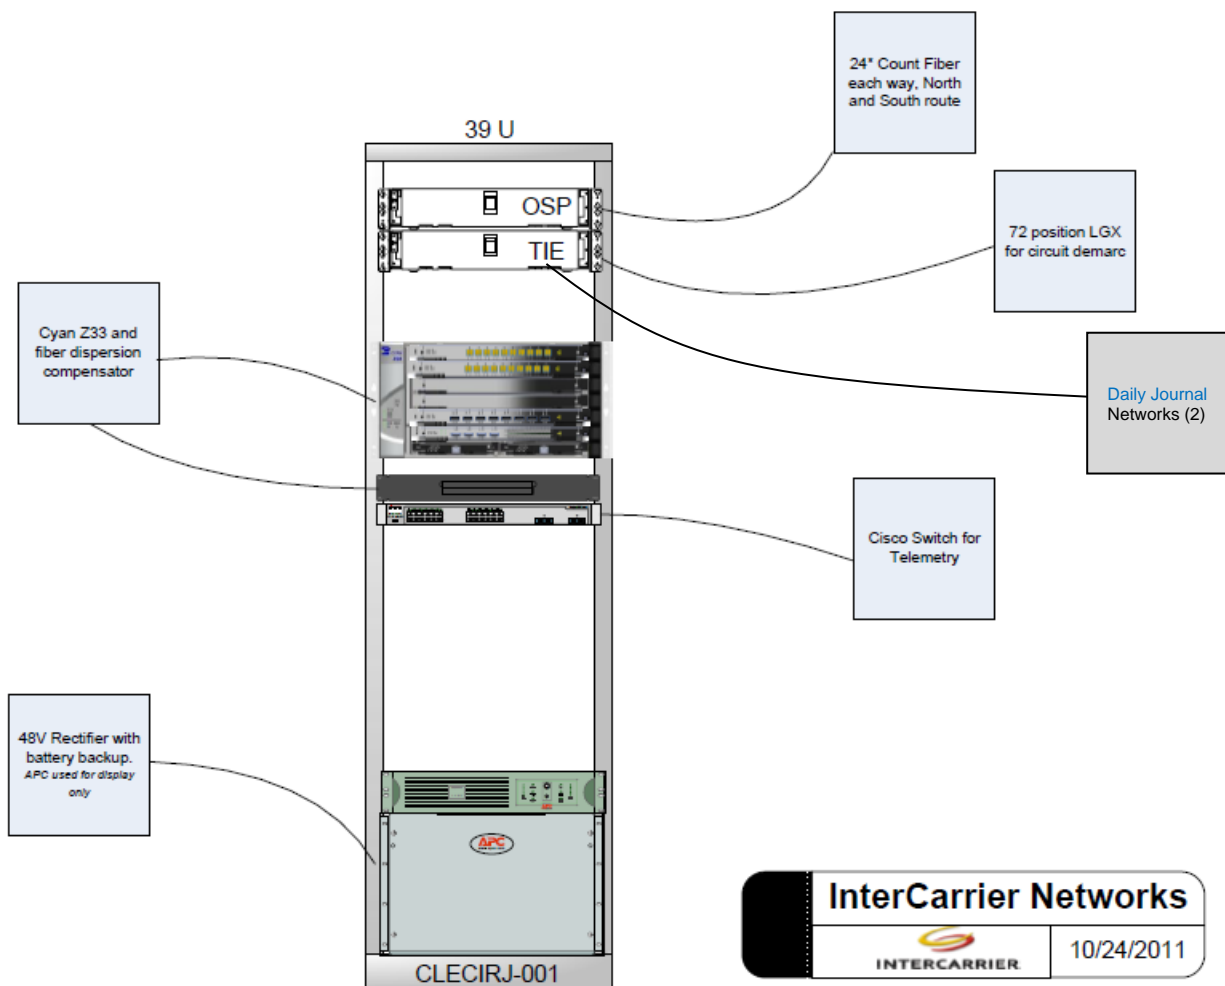 24* Count Fiber
each way, North
and South route
39 U
OSP
72 position LGX
for circuit demarc
TIE
Cyan Z33 and
fiber dispersion
compensator
Daily Journal
Networks (2)
Cisco Switch for
Telemetry
48V Rectifier with
battery backup.
APC used for display
only
APC
InterCarrier Networks
INTERCARRIER
10/24/2011
CLECIRJ-001